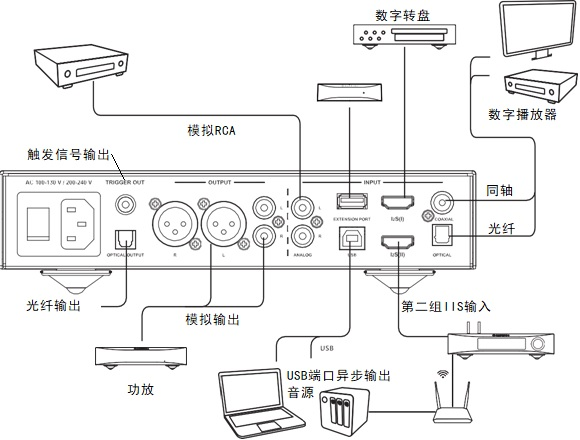 数字转盘
数字播放器
模拟RCA
触发信号输出
AC 100-130 V / 200-240 V
TRIGGER OUT
OUTPUT
INPUT
L
L
同轴
EXTENSION PORT
IUS(I)
COAXIAL
光纤
R
R
OPTICAL OUTPUT
R
L
ANALOG
USB
IUS(II)
OPTICAL
光纤输出
模拟输出
第二组IIS输入
USB
功放
USB端口异步输出
音源